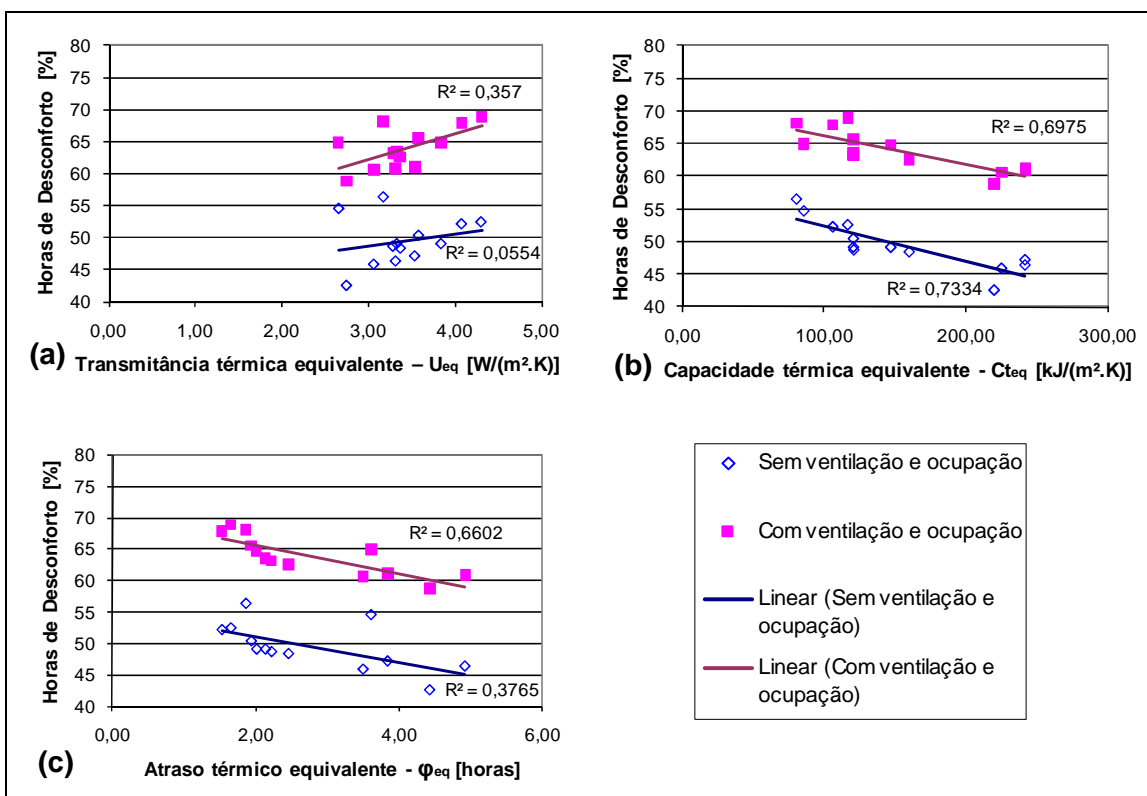 80
75
70
65
60
55
50
45
40
Horas de Desconforto [%]
R² = 0,357
R² = 0,0554
0,00 1,00 2,00 3,00 4,00 5,00
(a) Transmitância térmica equivalente – Ueq [W/(m².K)]
80
75
70
65
60
55
50
45
40
Horas de Desconforto [%]
R² = 0,6975
R² = 0,7334
0,00 100,00 200,00 300,00
(b) Capacidade térmica equivalente - Cteq [kJ/(m².K)]
80
75
70
65
60
55
50
45
40
Horas de Desconforto [%]
R² = 0,6602
R² = 0,3765
0,00 2,00 4,00 6,00
(c) Atraso térmico equivalente - φeq [horas]
Sem ventilação e ocupação
Com ventilação e ocupação
Linear (Sem ventilação e
ocupação)
Linear (Com ventilação e
ocupação)